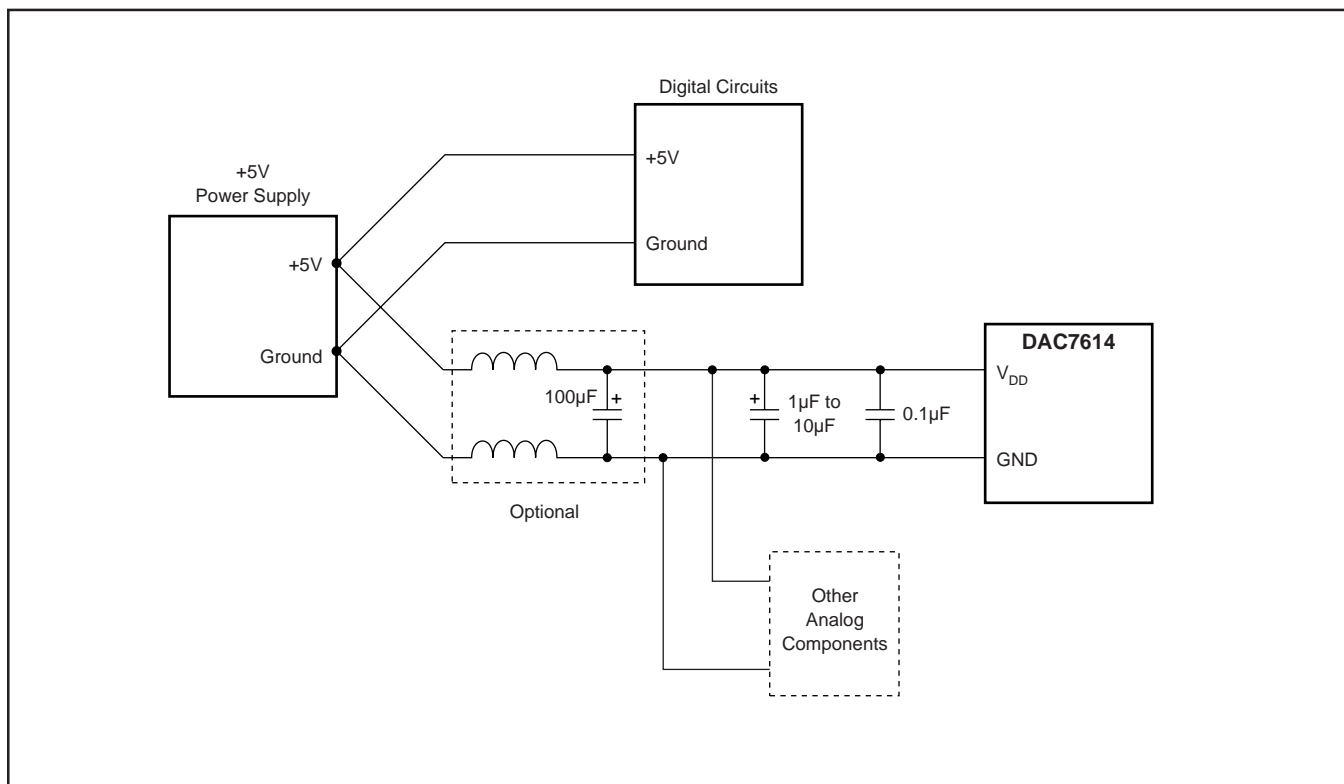 Digital Circuits
+5V
Ground
+5V
Power Supply
+5V
Ground
100µF
+
Optional
+
1µF to
10µF
0.1µF
DAC7614
VDD
GND
Other
Analog
Components